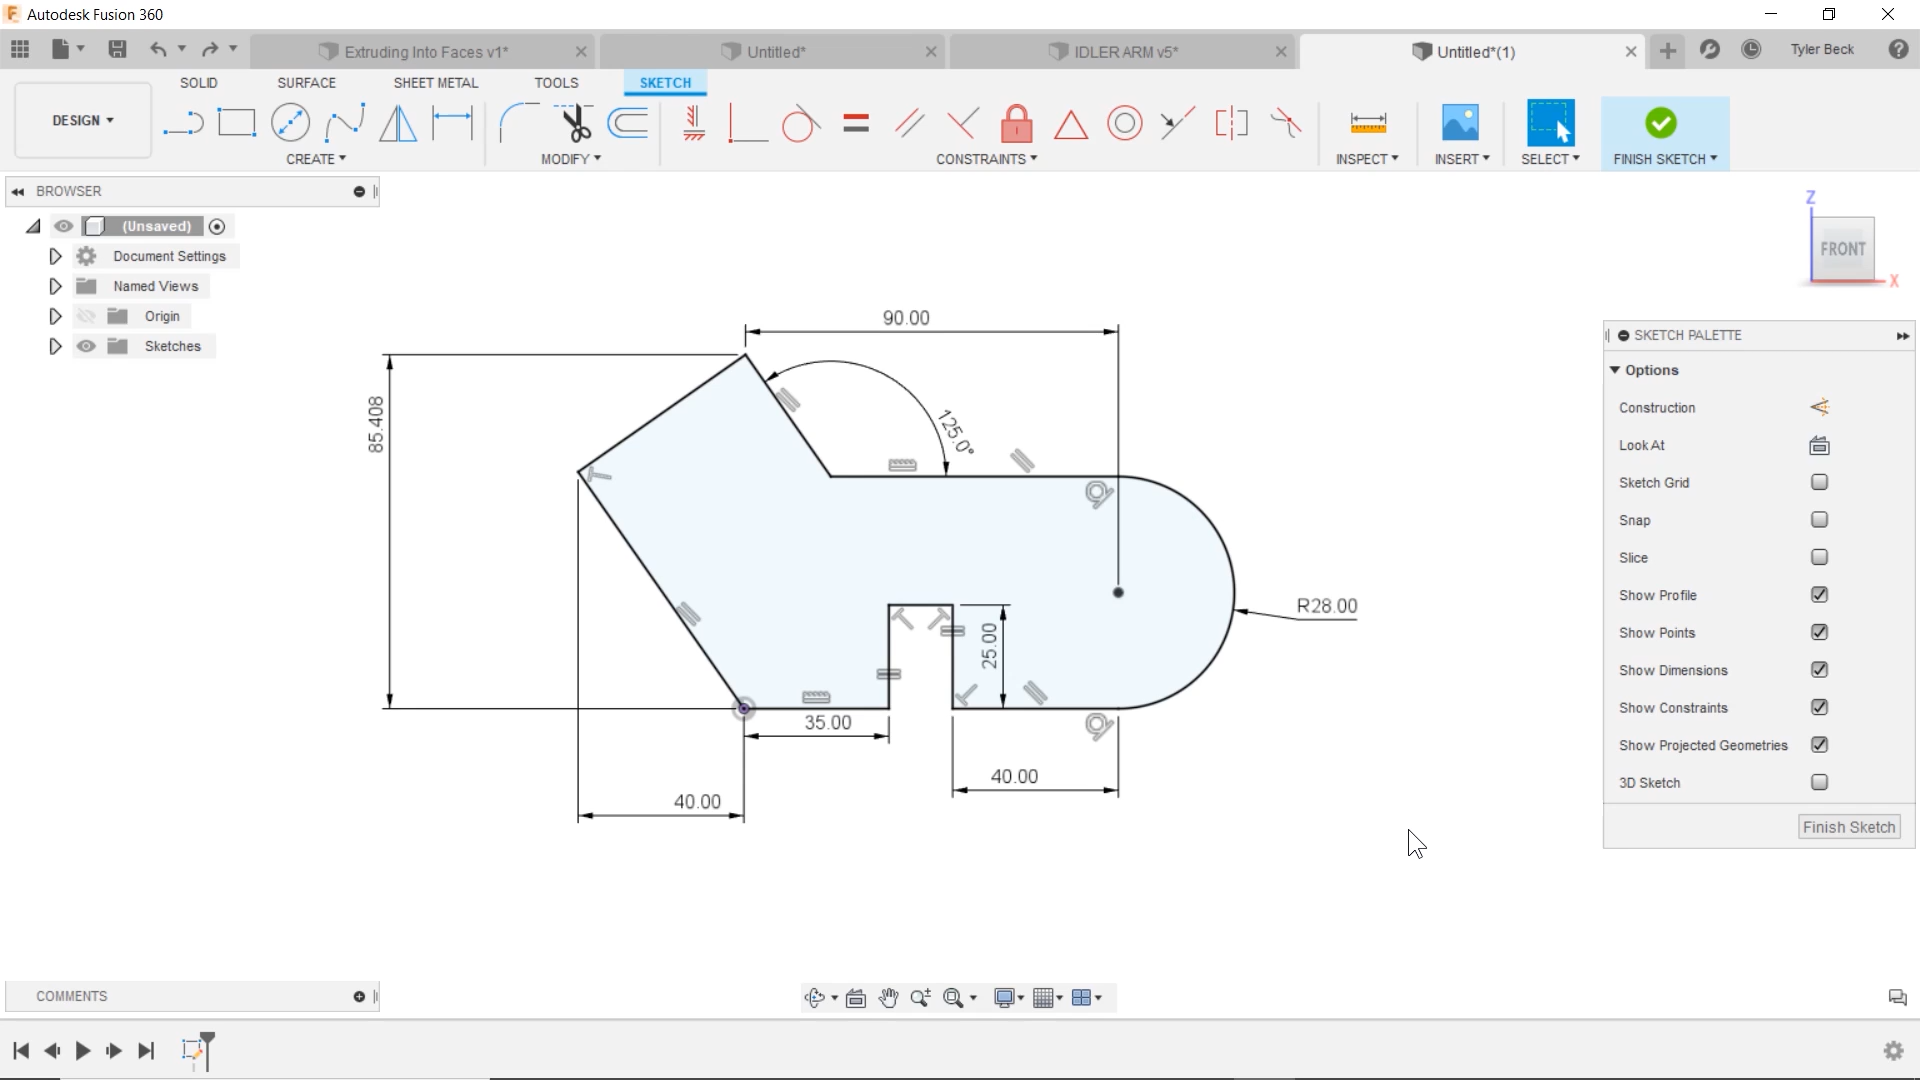 Autodesk Fusion 360
Extruding Into Faces v1*
Untitled*
IDLER ARM v5*
Untitled*(1)
Tyler Beck
SOLID
SURFACE
SHEET METAL
TOOLS
SKETCH
DESIGN
CREATE
MODIFY
CONSTRAINTS
INSPECT
INSERT
SELECT
FINISH SKETCH
BROWSER
(Unsaved)
Document Settings
Named Views
Origin
Sketches
Z
FRONT
X
90.00
85.408
125.0°
R28.00
25.00
35.00
40.00
40.00
SKETCH PALETTE
Options
Construction
Look At
Sketch Grid
Snap
Slice
Show Profile
Show Points
Show Dimensions
Show Constraints
Show Projected Geometries
3D Sketch
Finish Sketch
COMMENTS